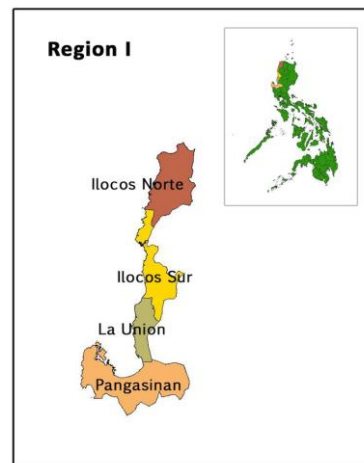 Region I
Ilocos Norte
Ilocos Sur
La Union
Pangasinan